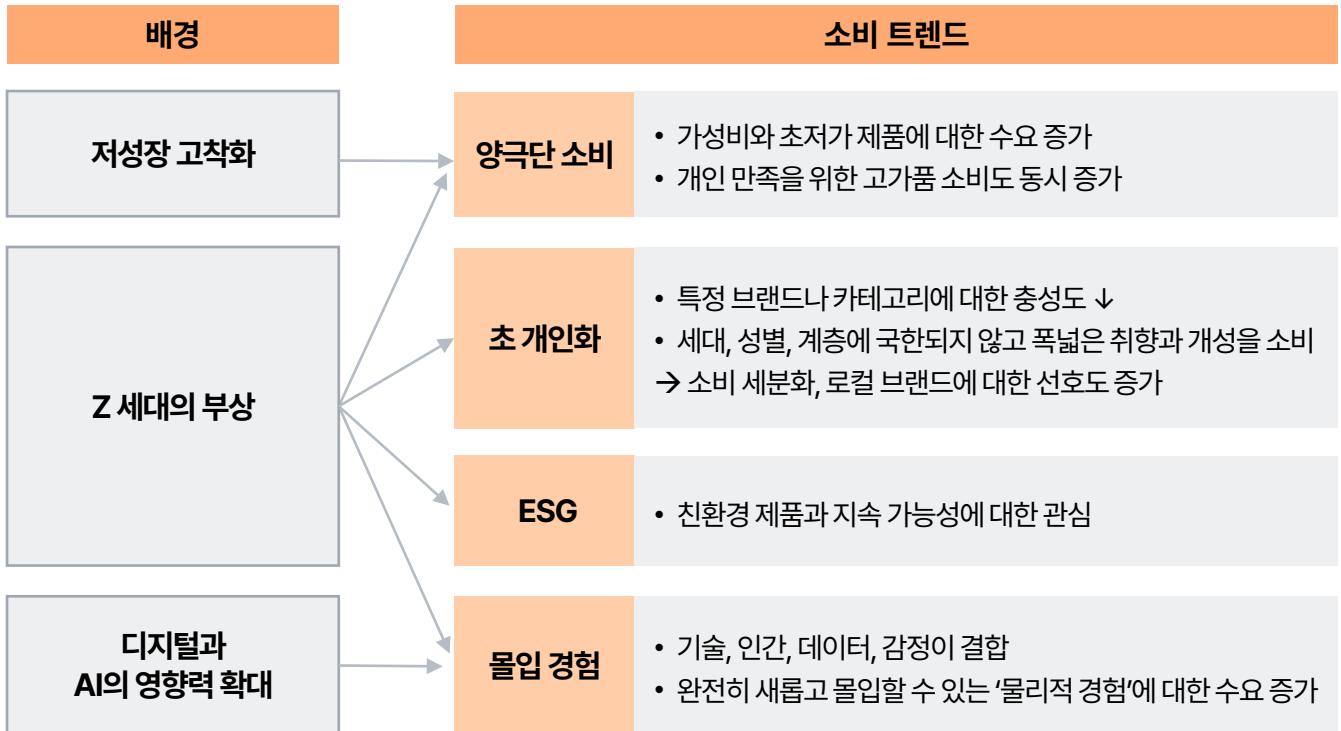 배경
소비 트렌드
저성장 고착화
양극단 소비
• 가성비와 초저가 제품에 대한 수요 증가
• 개인 만족을 위한 고가품 소비도 동시 증가
Z 세대의 부상
초 개인화
• 특정 브랜드나 카테고리에 대한 충성도 ↓
• 세대, 성별, 계층에 국한되지 않고 폭넓은 취향과 개성을 소비
→ 소비 세분화, 로컬 브랜드에 대한 선호도 증가
ESG
• 친환경 제품과 지속 가능성에 대한 관심
디지털과
AI의 영향력 확대
몰입 경험
• 기술, 인간, 데이터, 감정이 결합
• 완전히 새롭고 몰입할 수 있는 ‘물리적 경험’에 대한 수요 증가